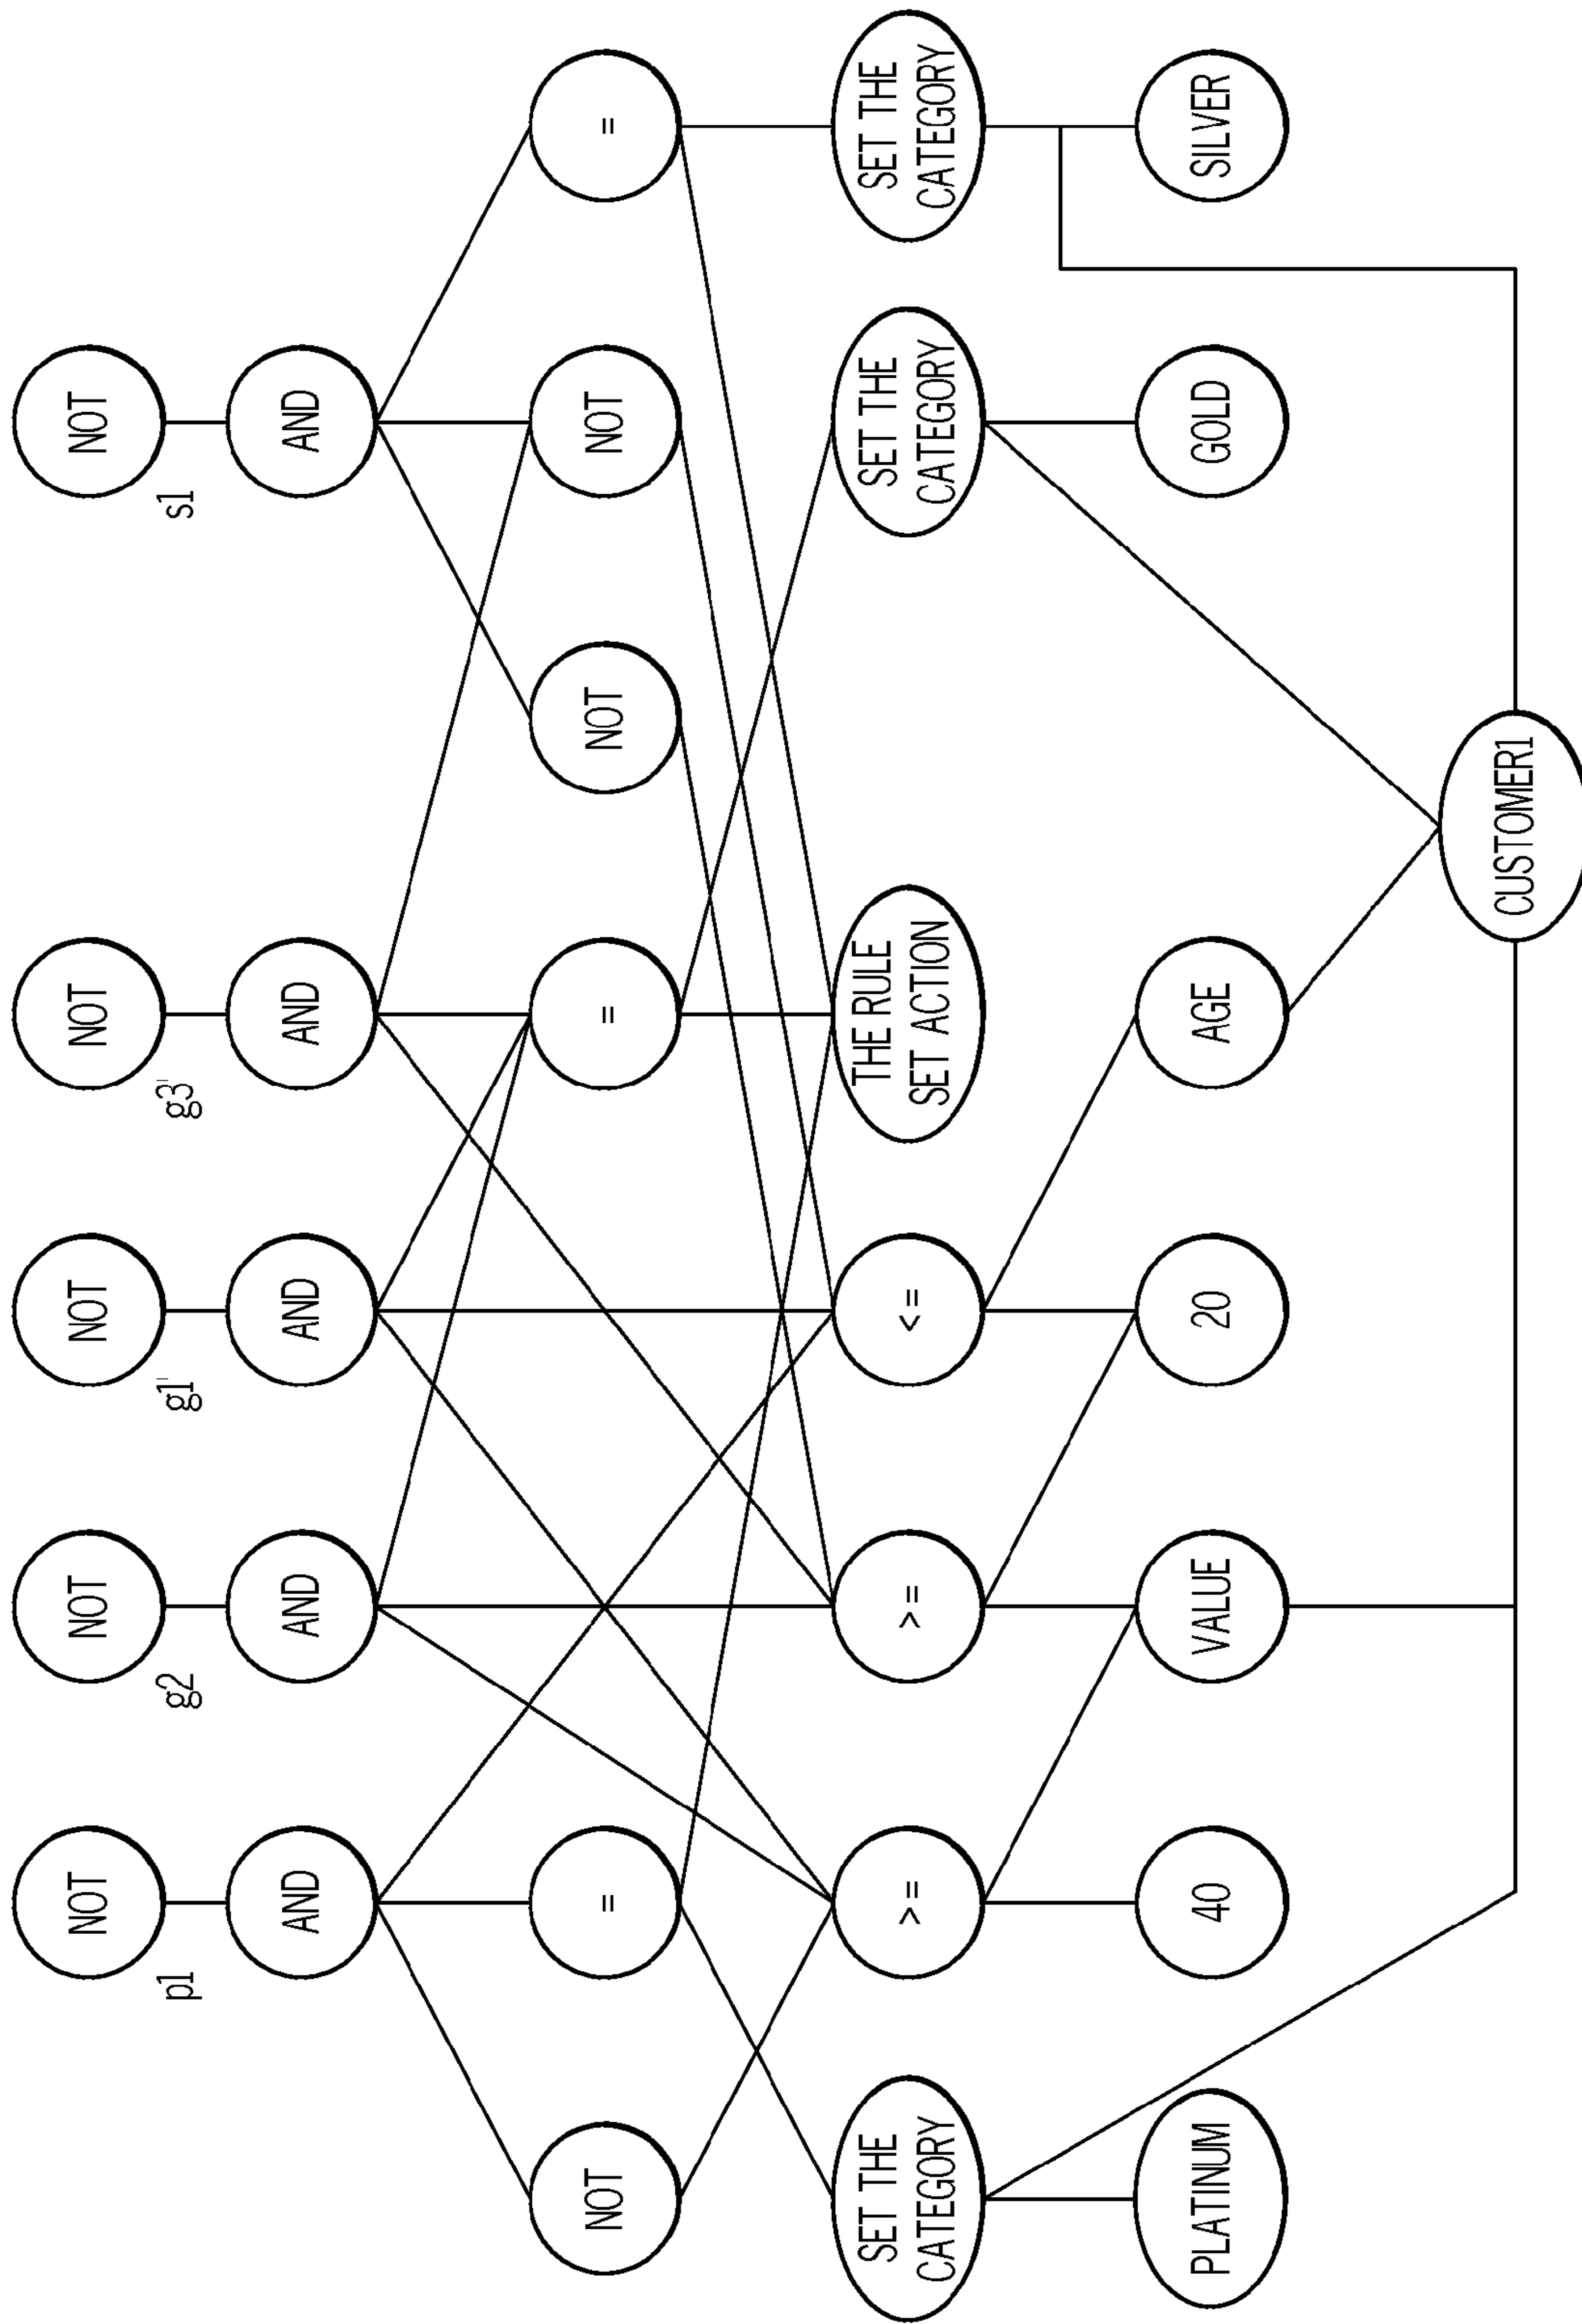 NOT
NOT
NOT
NOT
NOT
p1
g2
g1'
g3'
s1
AND
AND
AND
AND
AND
NOT
=
=
NOT
NOT
=
SET THE
CATEGORY
>=
>=
<=
THE RULE
SET ACTION
SET THE
CATEGORY
SET THE
CATEGORY
PLATINUM
40
VALUE
20
AGE
GOLD
SILVER
CUSTOMER1